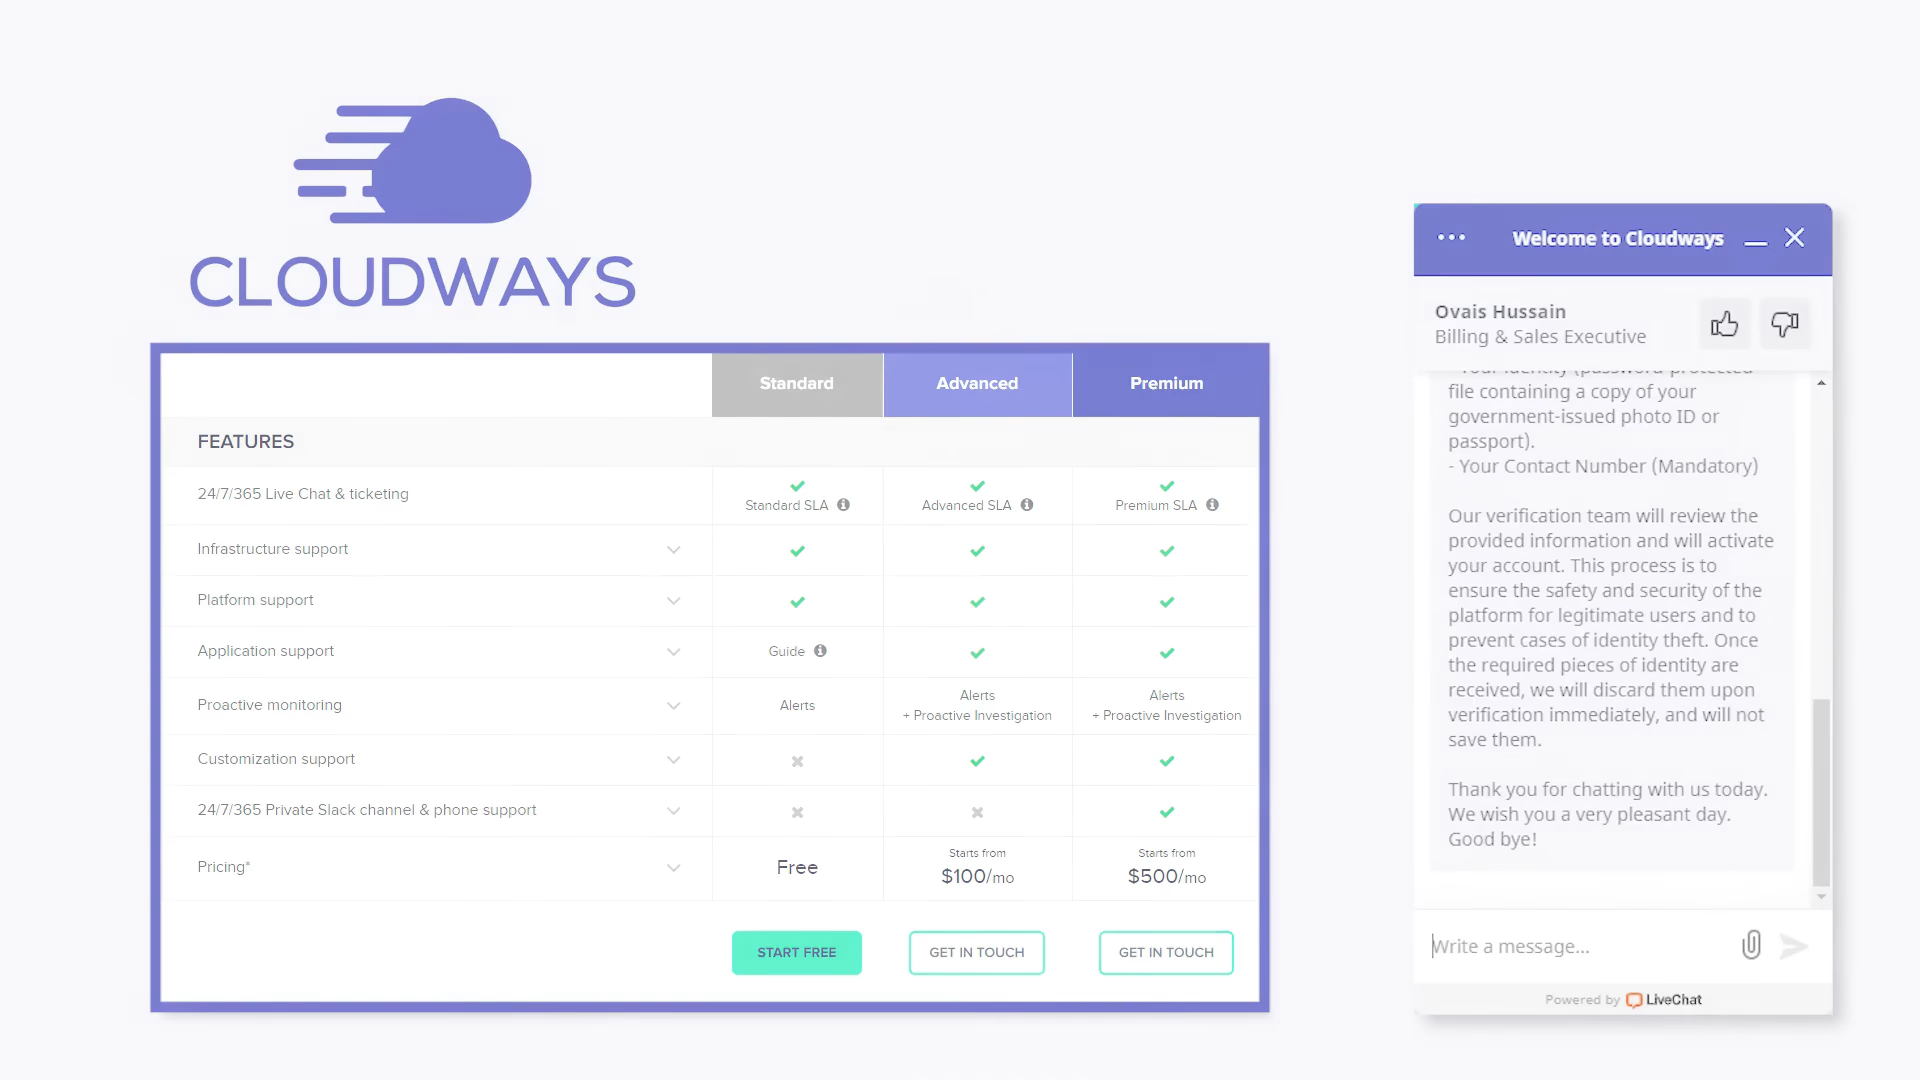 CLOUDWAYS
Standard Advanced Premium
FEATURES
24/7/365 Live Chat & ticketing
Standard SLA Advanced SLA Premium SLA
Infrastructure support
Platform support
Application support
Guide
Proactive monitoring
Alerts
Alerts
+ Proactive Investigation
Alerts
+ Proactive Investigation
Customization support
24/7/365 Private Slack channel & phone support
Pricing*
Free
Starts from
$100/mo
Starts from
$500/mo
START FREE GET IN TOUCH GET IN TOUCH
Welcome to Cloudways
Ovais Hussain
Billing & Sales Executive
- Your identity (password-protected
file containing a copy of your
government-issued photo ID or
passport).
- Your Contact Number (Mandatory)
Our verification team will review the
provided information and will activate
your account. This process is to
ensure the safety and security of the
platform for legitimate users and to
prevent cases of identity theft. Once
the required pieces of identity are
received, we will discard them upon
verification immediately, and will not
save them.
Thank you for chatting with us today.
We wish you a very pleasant day.
Good bye!
Write a message...
Powered by LiveChat